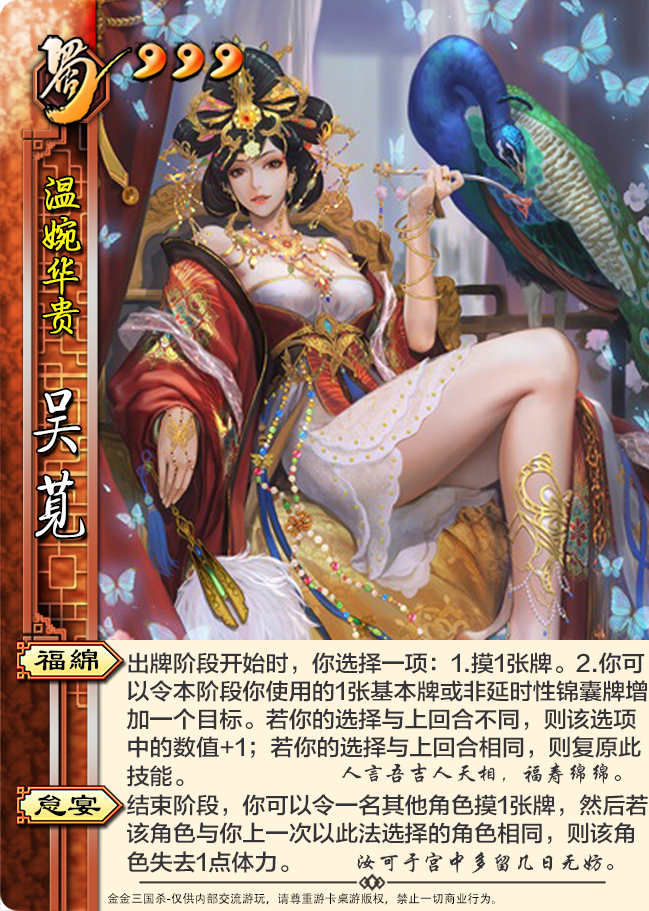 蜀
温婉华贵
吴苋
福綿
出牌阶段开始时，你选择一项：1.摸1张牌。2.你可
以令本阶段你使用的1张基本牌或非延时性锦囊牌增
加一个目标。若你的选择与上回合不同，则该选项
中的数值+1；若你的选择与上回合相同，则复原此
技能。
人言吾吉人天相，福寿绵绵。
怠宴
结束阶段，你可以令一名其他角色摸1张牌，然后若
该角色与你上一次以此法选择的角色相同，则该角
色失去1点体力。
汝可于宫中多留几日无妨。
金金三国杀-仅供内部交流游玩，请尊重游卡桌游版权，禁止一切商业行为。